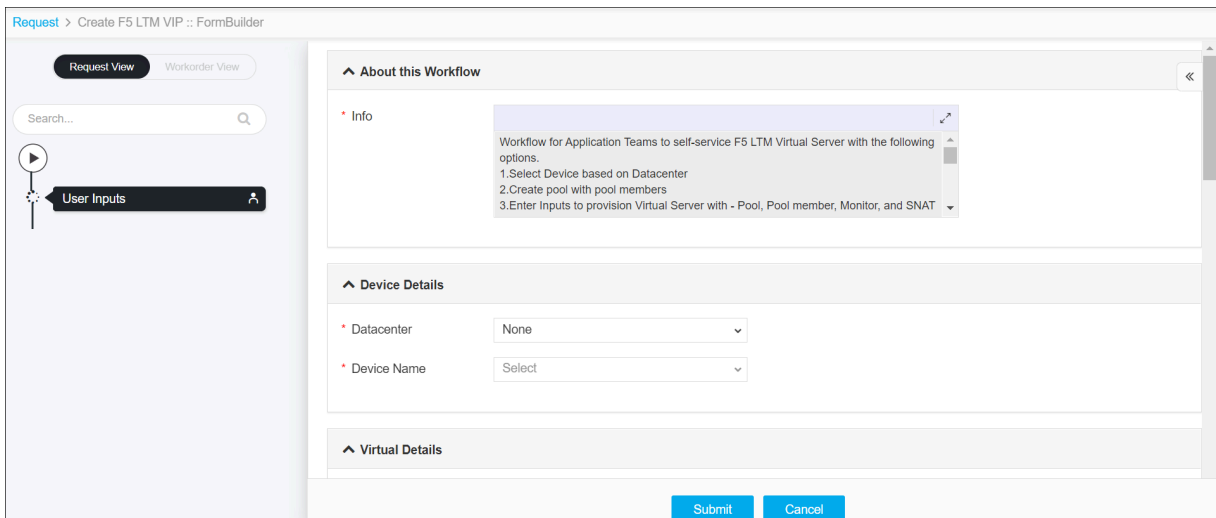 Request > Create F5 LTM VIP :: FormBuilder
Request View
Workorder View
Search...
User Inputs
About this Workflow
* Info
Workflow for Application Teams to self-service F5 LTM Virtual Server with the following
options.
1.Select Device based on Datacenter
2.Create pool with pool members
3.Enter Inputs to provision Virtual Server with - Pool, Pool member, Monitor, and SNAT
Device Details
* Datacenter
None
* Device Name
Select
Virtual Details
Submit
Cancel